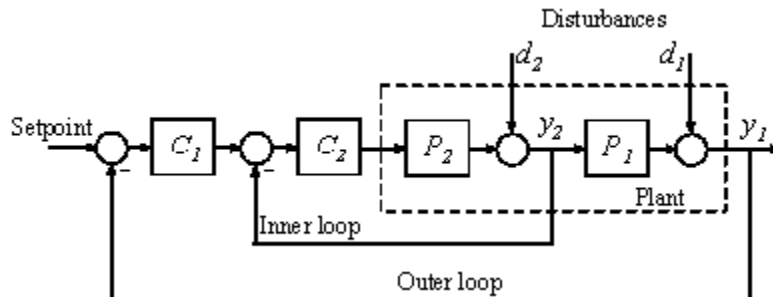 Disturbances
d2
d1
Setpoint
C1
C2
P2
y2
P1
y1
-
-
Plant
Inner loop
Outer loop